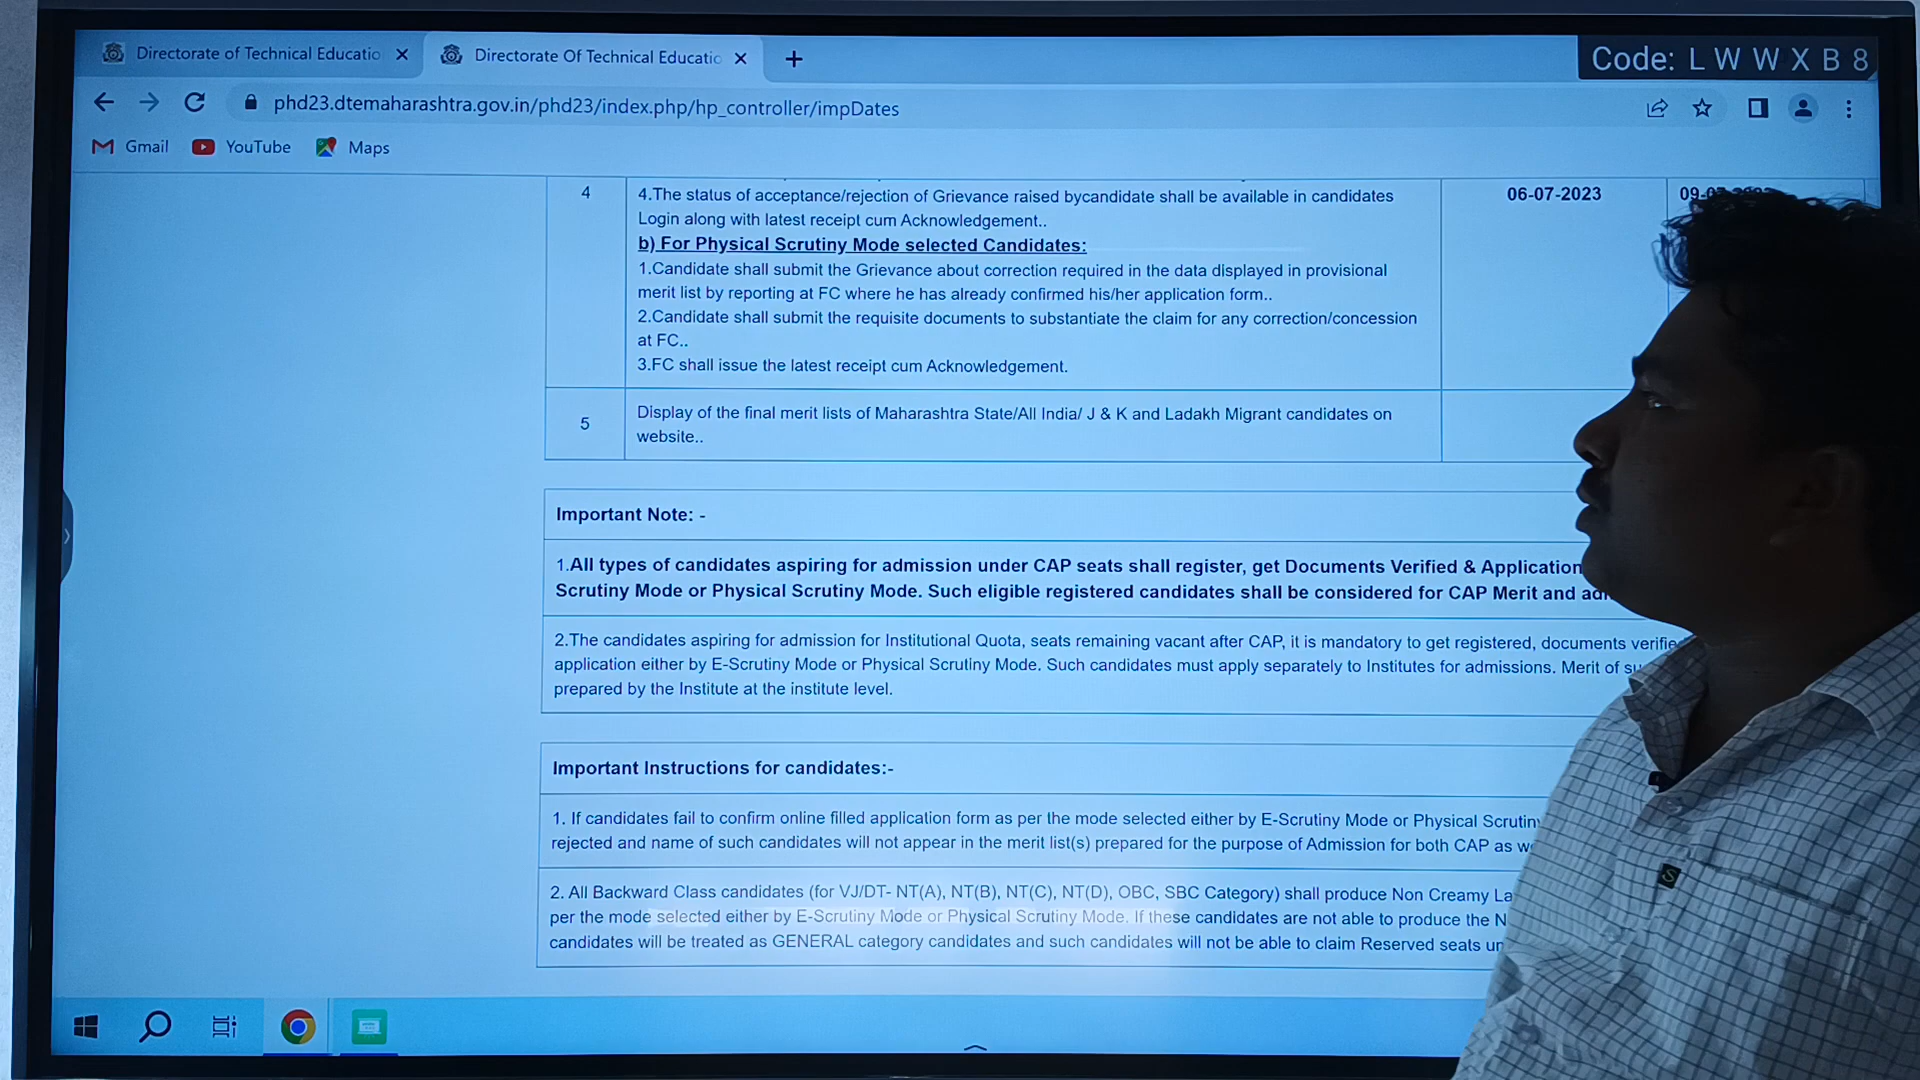 Directorate of Technical Educatio
Directorate Of Technical Educatic
Code: L W W X B 8
phd23.dtemaharashtra.gov.in/phd23/index.php/hp_controller/impDates
Gmail YouTube Maps
4
4.The status of acceptance/rejection of Grievance raised bycandidate shall be available in candidates
Login along with latest receipt cum Acknowledgement..
06-07-2023
b) For Physical Scrutiny Mode selected Candidates:
1.Candidate shall submit the Grievance about correction required in the data displayed in provisional
merit list by reporting at FC where he has already confirmed his/her application form..
2.Candidate shall submit the requisite documents to substantiate the claim for any correction/concession
at FC..
3.FC shall issue the latest receipt cum Acknowledgement.
5
Display of the final merit lists of Maharashtra State/All India/ J & K and Ladakh Migrant candidates on
website..
Important Note: -
1.All types of candidates aspiring for admission under CAP seats shall register, get Documents Verified & Application
Scrutiny Mode or Physical Scrutiny Mode. Such eligible registered candidates shall be considered for CAP Merit and
2.The candidates aspiring for admission for Institutional Quota, seats remaining vacant after CAP, it is mandatory to get registered, documents
application either by E-Scrutiny Mode or Physical Scrutiny Mode. Such candidates must apply separately to Institutes for admissions. Merit of
prepared by the Institute at the institute level.
Important Instructions for candidates:-
1. If candidates fail to confirm online filled application form as per the mode selected either by E-Scrutiny Mode or Physical
rejected and name of such candidates will not appear in the merit list(s) prepared for the purpose of Admission for both CAP as
2. All Backward Class candidates (for VJ/DT- NT(A), NT(B), NT(C), NT(D), OBC, SBC Category) shall produce Non Creamy
per the mode selected either by E-Scrutiny Mode or Physical Scrutiny Mode. If these candidates are not able to produce the
candidates will be treated as GENERAL category candidates and such candidates will not be able to claim Reserved seats